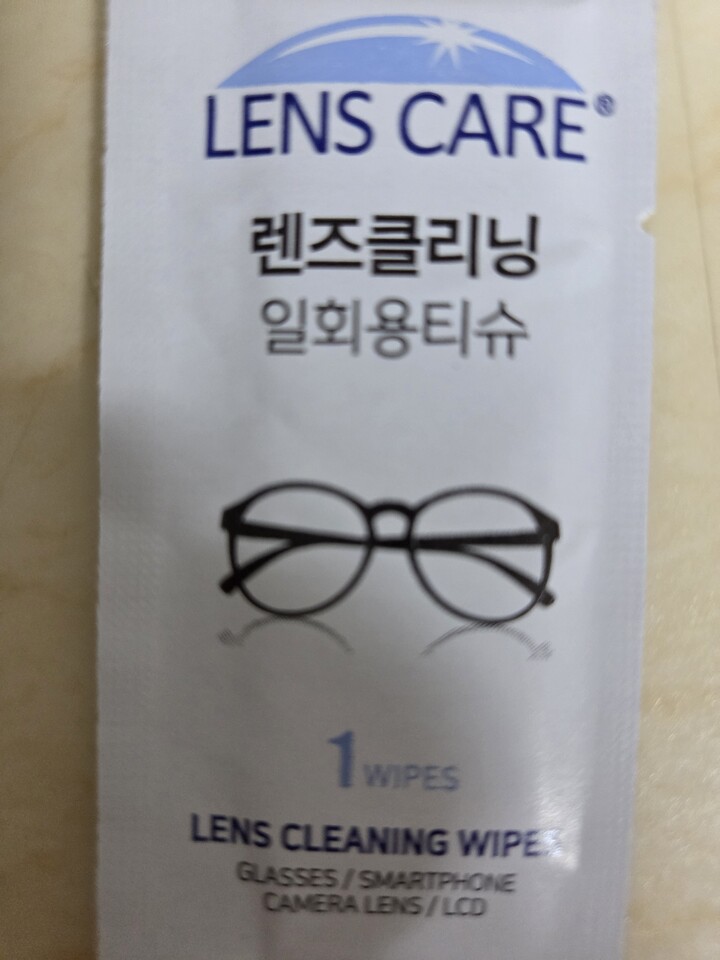 LENS CARE®
렌즈클리닝
일회용티슈
1 WIPES
LENS CLEANING WIPES
GLASSES / SMARTPHONE
CAMERA LENS / LCD